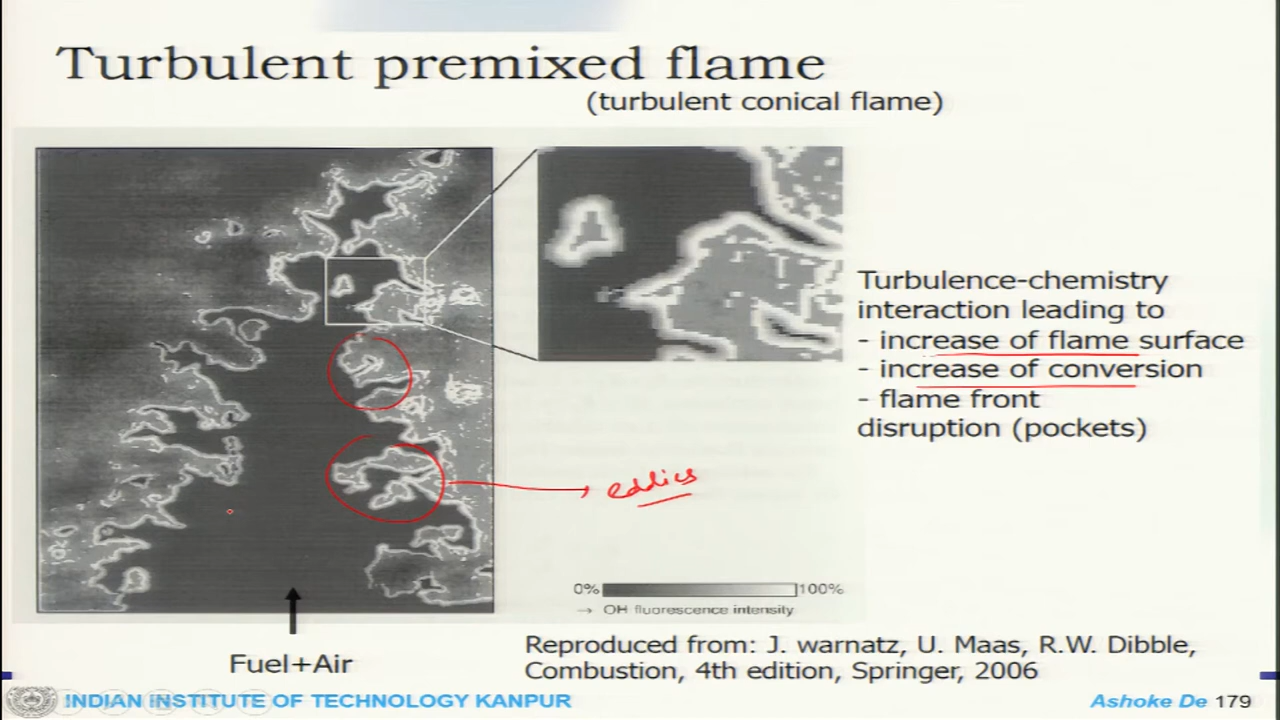 Turbulent premixed flame
(turbulent conical flame)
Turbulence-chemistry
interaction leading to
- increase of flame surface
- increase of conversion
- flame front
disruption (pockets)
eddies
0% 100%
→ OH fluorescence intensity
Fuel+Air
Reproduced from: J. warnatz, U. Maas, R.W. Dibble,
Combustion, 4th edition, Springer, 2006
INDIAN INSTITUTE OF TECHNOLOGY KANPUR
Ashoke De 179